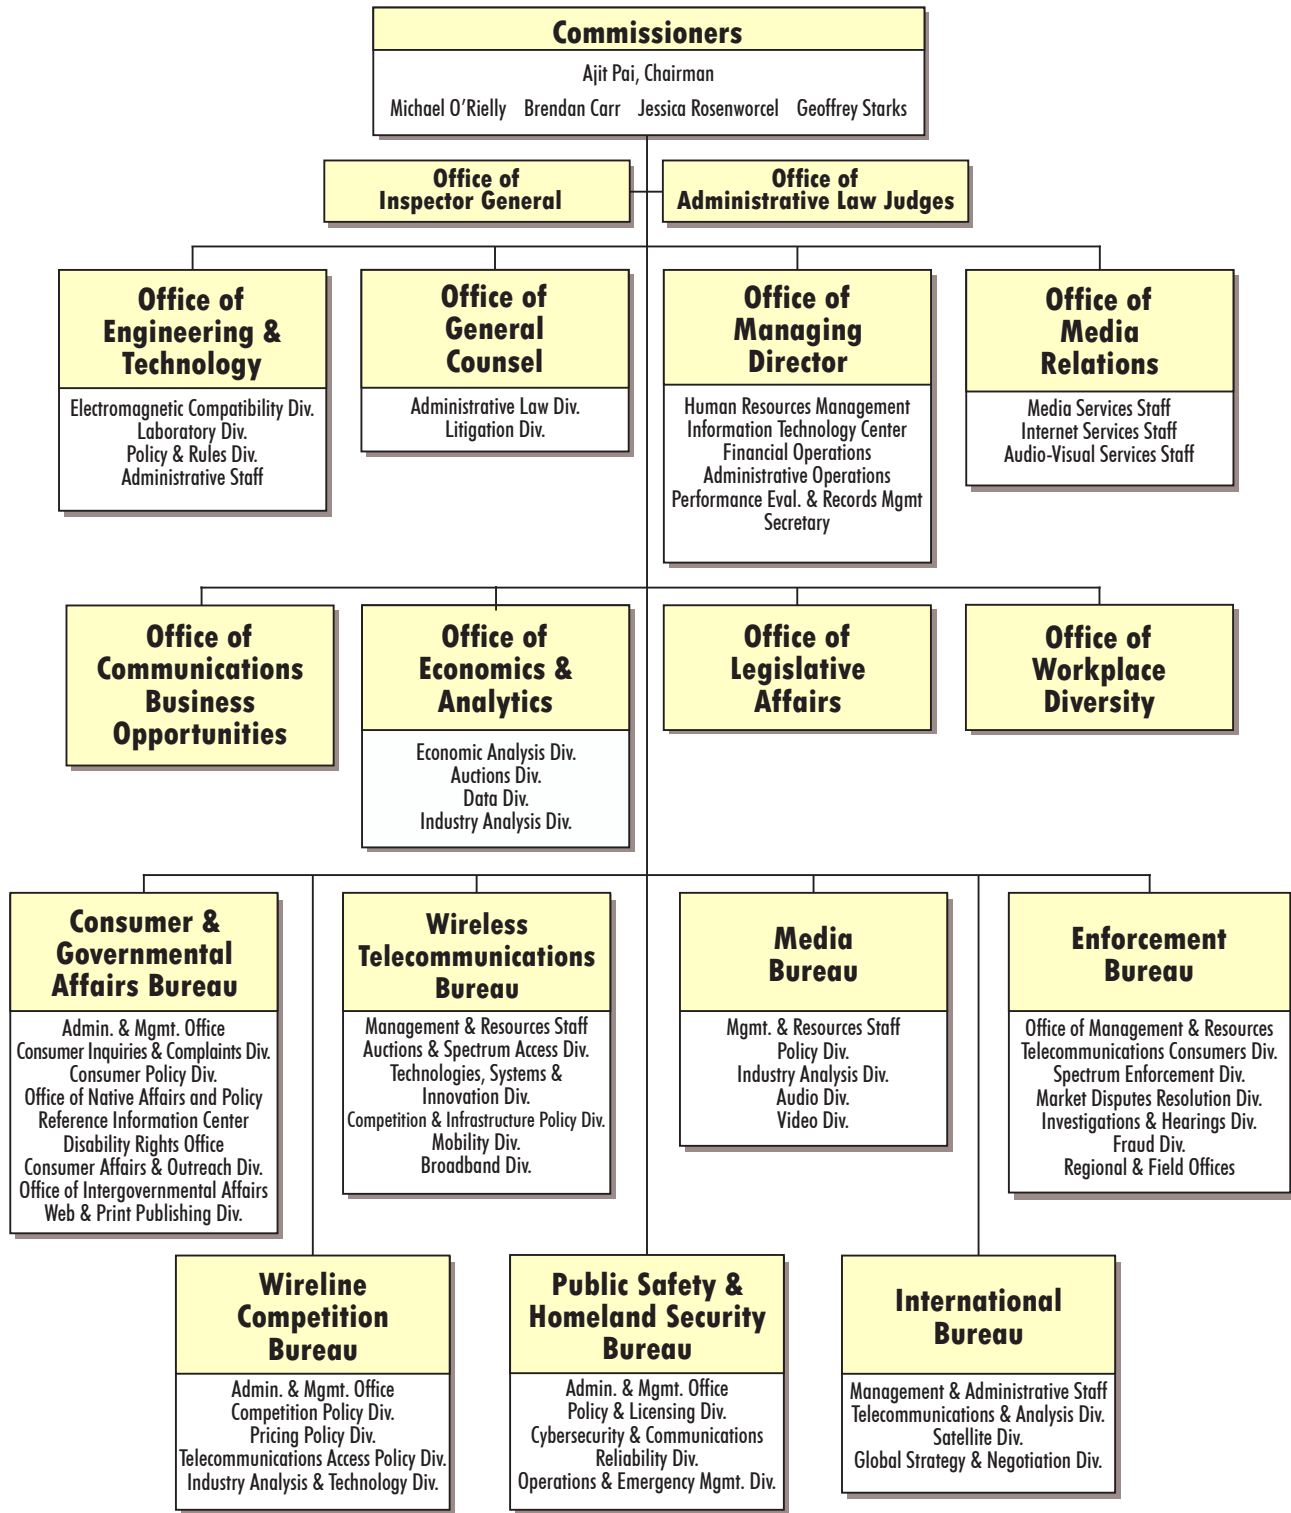 Commissioners
Ajit Pai, Chairman
Michael O'Rielly Brendan Carr Jessica Rosenworcel Geoffrey Starks
Office of
Inspector General
Office of
Administrative Law Judges
Office of
Engineering &
Technology
Electromagnetic Compatibility Div.
Laboratory Div.
Policy & Rules Div.
Administrative Staff
Office of
General
Counsel
Administrative Law Div.
Litigation Div.
Office of
Managing
Director
Human Resources Management
Information Technology Center
Financial Operations
Administrative Operations
Performance Eval. & Records Mgmt
Secretary
Office of
Media
Relations
Media Services Staff
Internet Services Staff
Audio-Visual Services Staff
Office of
Communications
Business
Opportunities
Office of
Economics &
Analytics
Economic Analysis Div.
Auctions Div.
Data Div.
Industry Analysis Div.
Office of
Legislative
Affairs
Office of
Workplace
Diversity
Consumer &
Governmental
Affairs Bureau
Admin. & Mgmt. Office
Consumer Inquiries & Complaints Div.
Consumer Policy Div.
Office of Native Affairs and Policy
Reference Information Center
Disability Rights Office
Consumer Affairs & Outreach Div.
Office of Intergovernmental Affairs
Web & Print Publishing Div.
Wireless
Telecommunications
Bureau
Management & Resources Staff
Auctions & Spectrum Access Div.
Technologies, Systems &
Innovation Div.
Competition & Infrastructure Policy Div.
Mobility Div.
Broadband Div.
Media
Bureau
Mgmt. & Resources Staff
Policy Div.
Industry Analysis Div.
Audio Div.
Video Div.
Enforcement
Bureau
Office of Management & Resources
Telecommunications Consumers Div.
Spectrum Enforcement Div.
Market Disputes Resolution Div.
Investigations & Hearings Div.
Fraud Div.
Regional & Field Offices
Wireline
Competition
Bureau
Admin. & Mgmt. Office
Competition Policy Div.
Pricing Policy Div.
Telecommunications Access Policy Div.
Industry Analysis & Technology Div.
Public Safety &
Homeland Security
Bureau
Admin. & Mgmt. Office
Policy & Licensing Div.
Cybersecurity & Communications
Reliability Div.
Operations & Emergency Mgmt. Div.
International
Bureau
Management & Administrative Staff
Telecommunications & Analysis Div.
Satellite Div.
Global Strategy & Negotiation Div.